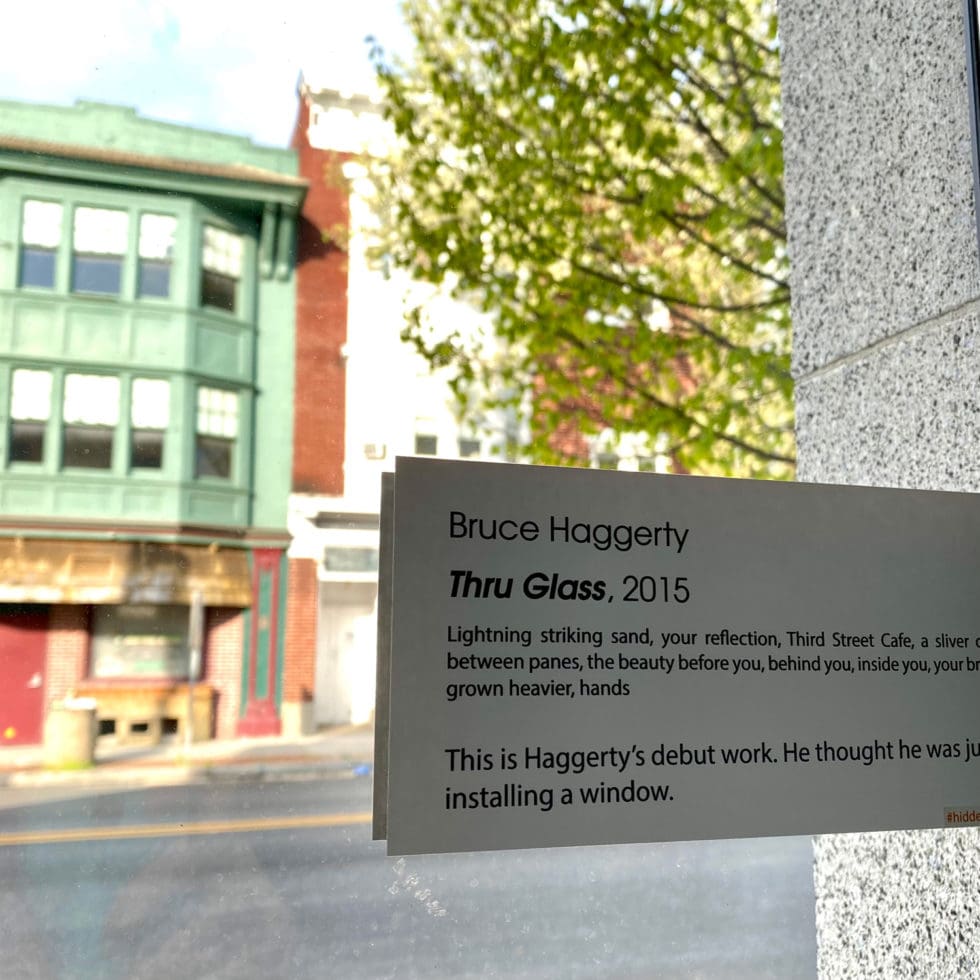 Bruce Haggerty
Thru Glass, 2015
Lightning striking sand, your reflection, Third Street Cafe, a sliver
between panes, the beauty before you, behind you, inside you, your
grown heavier, hands
This is Haggerty's debut work. He thought he was
installing a window.